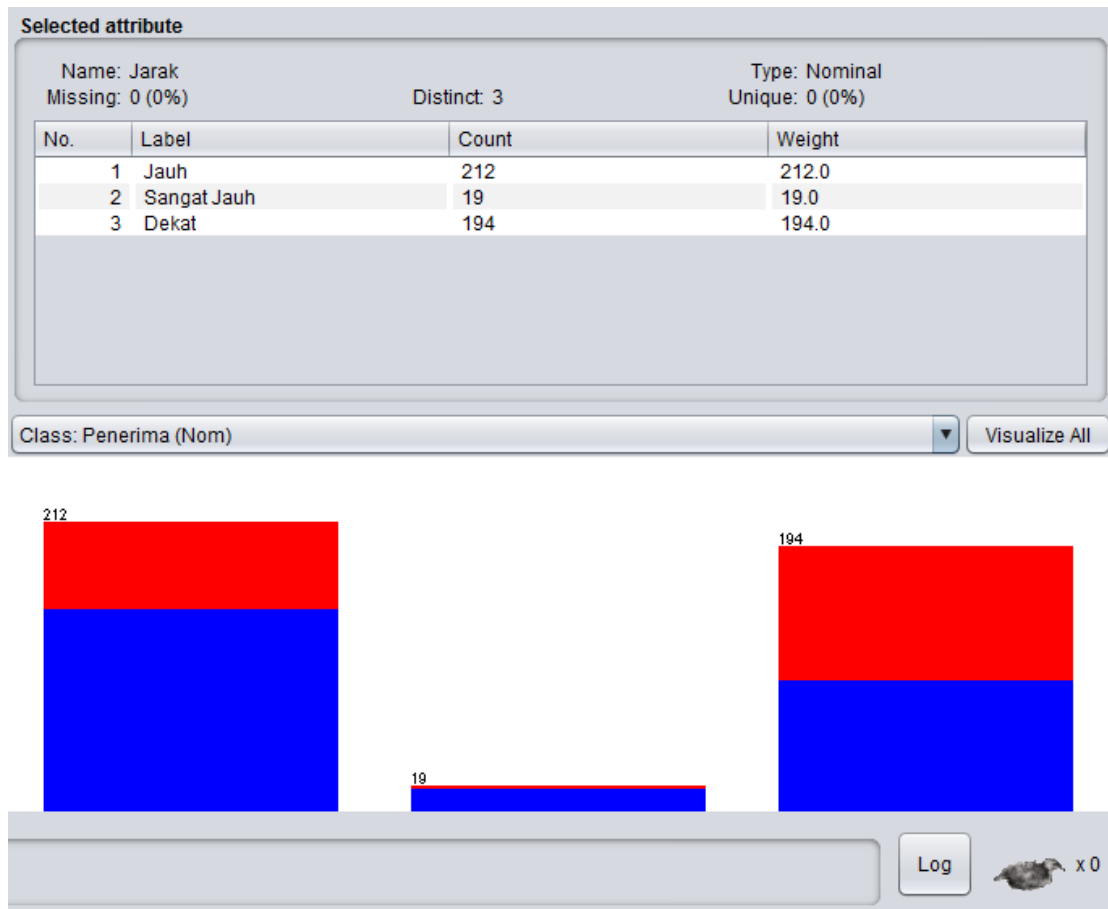 Selected attribute
Name: Jarak Type: Nominal
Missing: 0 (0%) Distinct: 3 Unique: 0 (0%)
No. Label Count Weight
1 Jauh 212 212.0
2 Sangat Jauh 19 19.0
3 Dekat 194 194.0
Class: Penerima (Nom) Visualize All
212
194
19
Log x 0